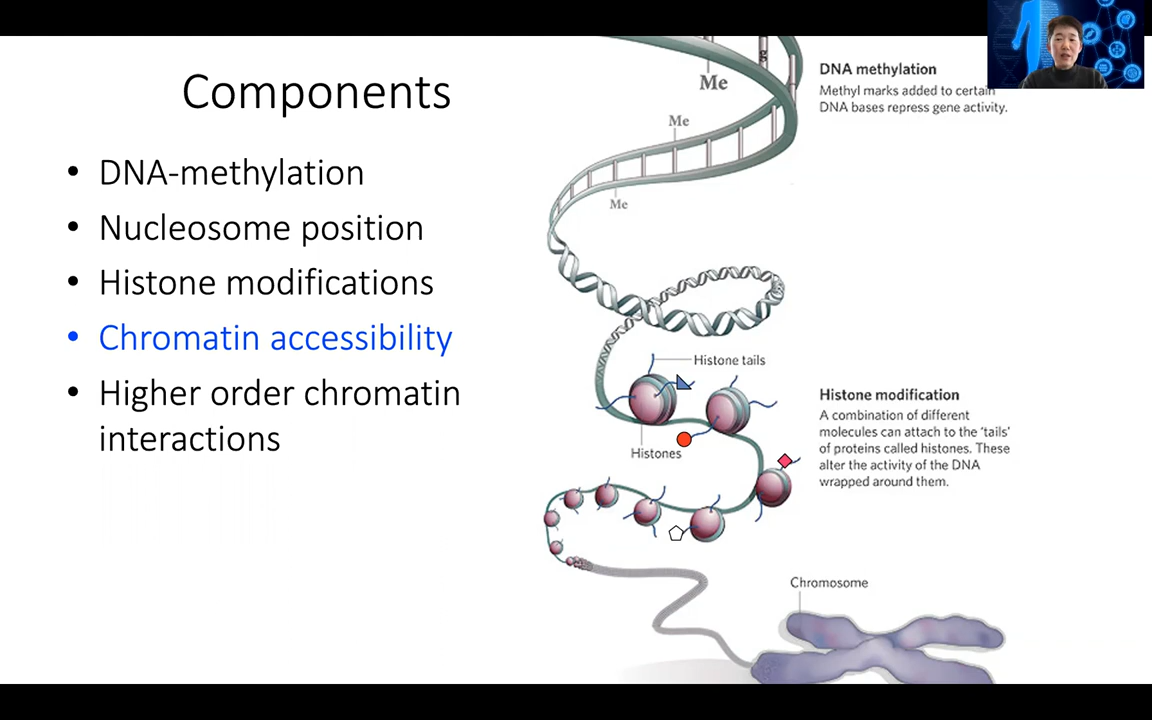 Components
• DNA-methylation
• Nucleosome position
• Histone modifications
• Chromatin accessibility
• Higher order chromatin
interactions
Me
Me
Me
DNA methylation
Methyl marks added to certain
DNA bases repress gene activity.
Histone tails
Histones
Histone modification
A combination of different
molecules can attach to the 'tails'
of proteins called histones. These
alter the activity of the DNA
wrapped around them.
Chromosome